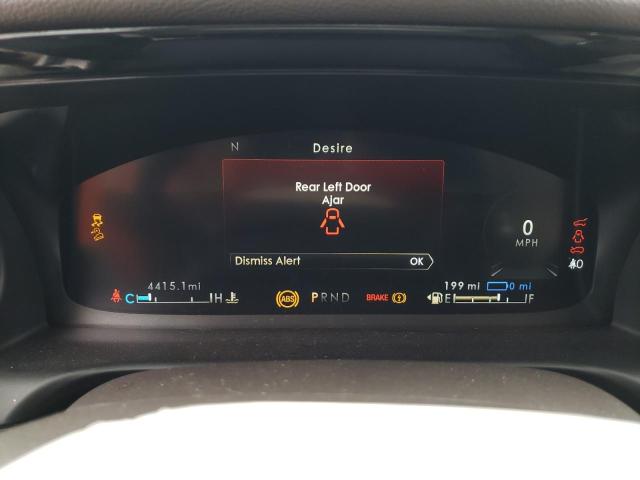 N
Desire
Rear Left Door
Ajar
Dismiss Alert OK
0
MPH
4415.1mi
199 mi 0 mi
C H ABS PRND BRAKE E F